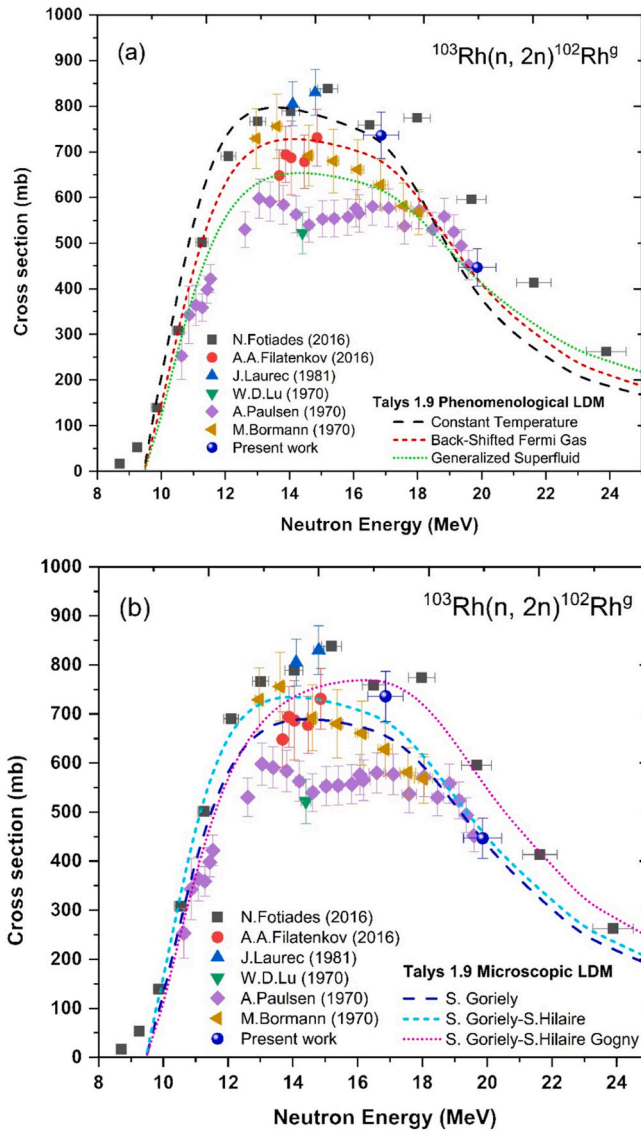 (a)
¹⁰³Rh(n, 2n)¹⁰²Rhᵍ
Cross section (mb)
1000
900
800
700
600
500
400
300
200
100
0
N.Fotiades (2016)
A.A.Filatenkov (2016)
J.Laurec (1981)
W.D.Lu (1970)
A.Paulsen (1970)
M.Bormann (1970)
Present work
Talys 1.9 Phenomological LDM
Constant Temperature
Back-Shifted Fermi Gas
Generalized Superfluid
8 10 12 14 16 18 20 22 24
Neutron Energy (MeV)
(b)
¹⁰³Rh(n, 2n)¹⁰²Rhᵍ
Cross section (mb)
1000
900
800
700
600
500
400
300
200
100
0
N.Fotiades (2016)
A.A.Filatenkov (2016)
J.Laurec (1981)
W.D.Lu (1970)
A.Paulsen (1970)
M.Bormann (1970)
Present work
Talys 1.9 Microscopic LDM
S. Goriely
S. Goriely-S.Hilaire
S. Goriely-S.Hilaire Gogny
8 10 12 14 16 18 20 22 24
Neutron Energy (MeV)